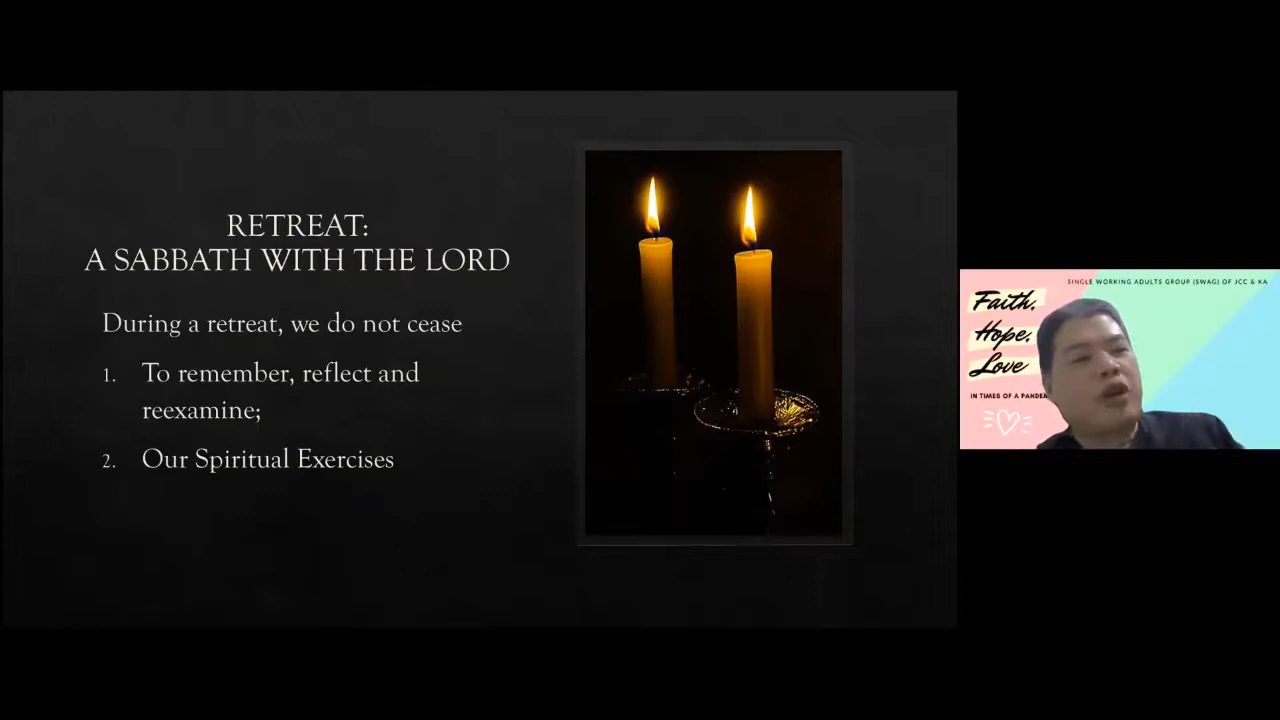 RETREAT:
A SABBATH WITH THE LORD
During a retreat, we do not cease
1. To remember, reflect and
reexamine;
2. Our Spiritual Exercises
SINGLE WORKING ADULTS GROUP (SWAG) OF JCC & KA
Faith.
Hope.
Love
IN TIMES OF A